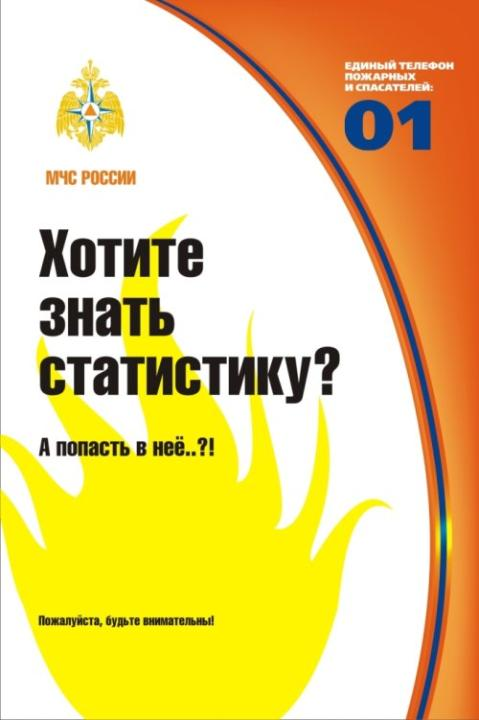 ЕДИНЫЙ ТЕЛЕФОН
ПОЖАРНЫХ
И СПАСАТЕЛЕЙ:
01
МЧС РОССИИ
Хотите
знать
статистику?
А попасть в неё..?!
Пожалуйста, будьте внимательны!